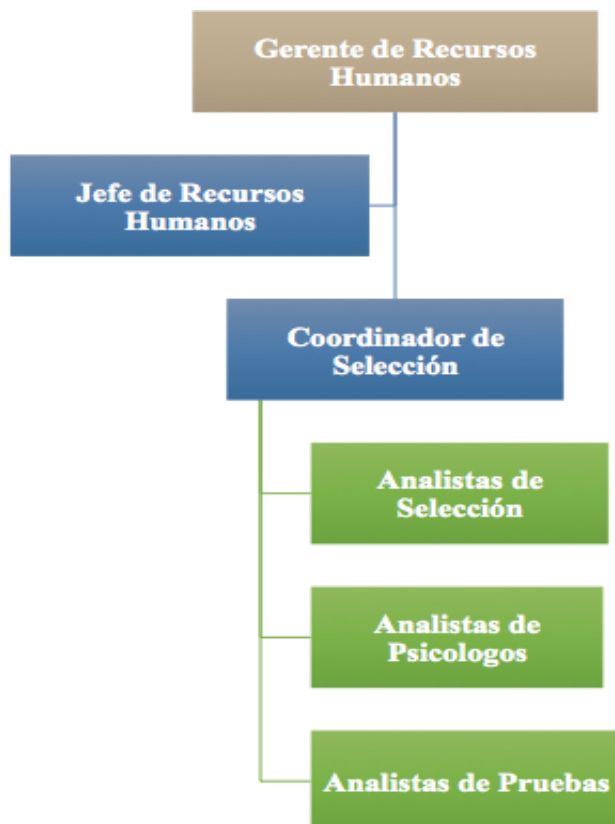 Gerente de Recursos
Humanos
Jefe de Recursos
Humanos
Coordinador de
Selección
Analistas de
Selección
Analistas de
Psicologos
Analistas de Pruebas